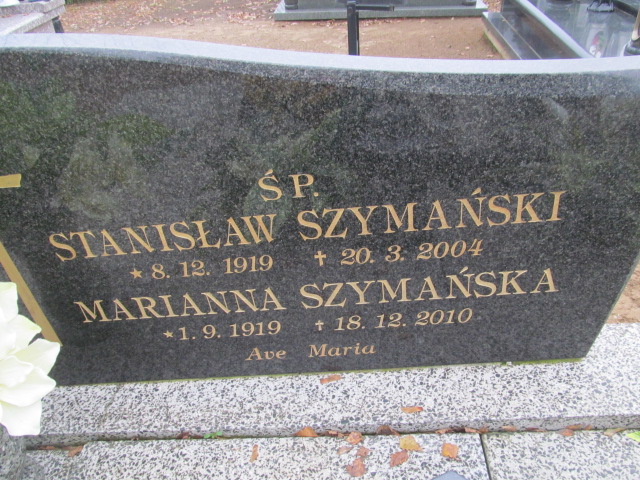 ŚP.
STANISŁAW SZYMAŃSKI
* 8. 12. 1919 † 20. 3. 2004
MARIANNA SZYMAŃSKA
* 1. 9. 1919 † 18. 12. 2010
Ave Maria